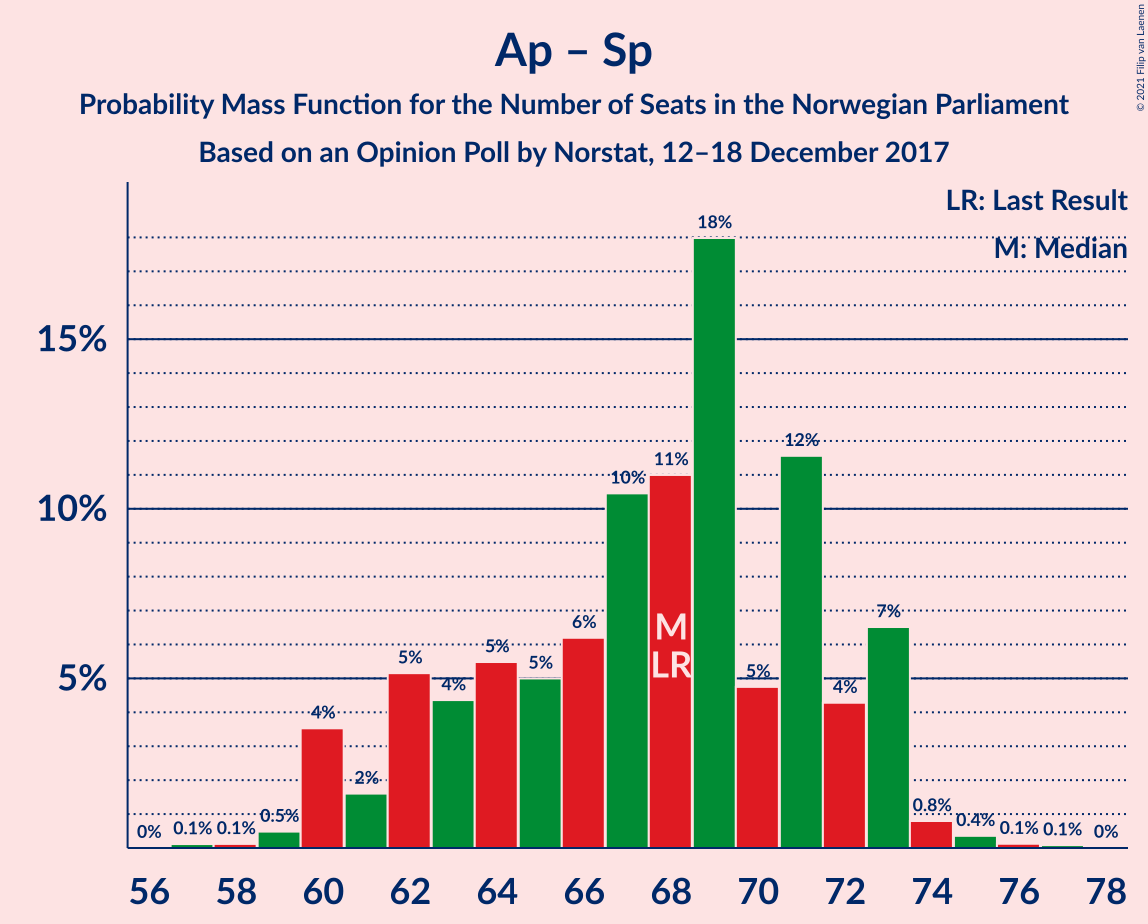 Ap – Sp
Probability Mass Function for the Number of Seats in the Norwegian Parliament
Based on an Opinion Poll by Norstat, 12–18 December 2017
© 2021 Filip van Laenen
LR: Last Result
M: Median
15%
10%
5%
0%
0.1%
0.1%
0.5%
4%
2%
5%
4%
5%
5%
6%
10%
11%
18%
5%
12%
4%
7%
0.8%
0.4%
0.1%
0.1%
0%
M
LR
56 58 60 62 64 66 68 70 72 74 76 78